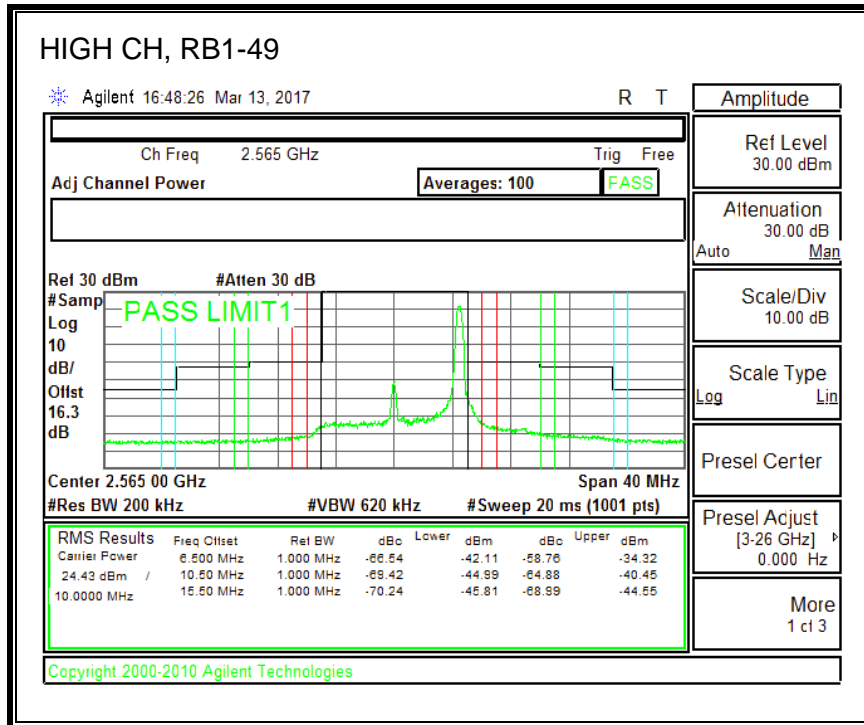 HIGH CH, RB1-49
Agilent 16:48:26 Mar 13, 2017 R T
Ch Freq 2.565 GHz Trig Free
Adj Channel Power Averages: 100 PASS
Ref 30 dBm #Atten 30 dB
#Samp
Log
10
dB/
Offst
16.3
dB
PASS LIMIT1
Center 2.565 00 GHz Span 40 MHz
#Res BW 200 kHz #VBW 620 kHz #Sweep 20 ms (1001 pts)
RMS Results Freq Offset Ref BW dBc Lower dBm dBc Upper dBm
Carrier Power 6.500 MHz 1.000 MHz -66.54 -42.11 -58.76 -34.32
24.43 dBm / 10.50 MHz 1.000 MHz -69.42 -44.99 -64.88 -40.45
10.0000 MHz 15.50 MHz 1.000 MHz -70.24 -45.81 -68.99 -44.55
Copyright 2000-2010 Agilent Technologies
Amplitude
Ref Level
30.00 dBm
Attenuation
30.00 dB
Auto Man
Scale/Div
10.00 dB
Scale Type
Log Lin
Presel Center
Presel Adjust
[3-26 GHz]
0.000 Hz
More
1 of 3